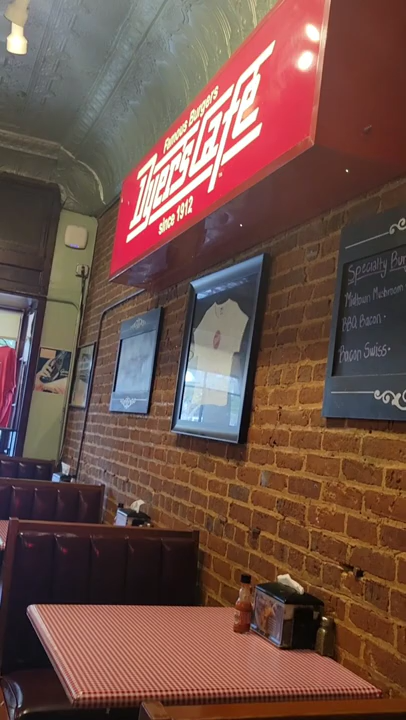 Famous Burgers
Dyer's Cafe
since 1912
Specialty Bur
Midtown Mushroom
BBQ Bacon -
Bacon Swiss-